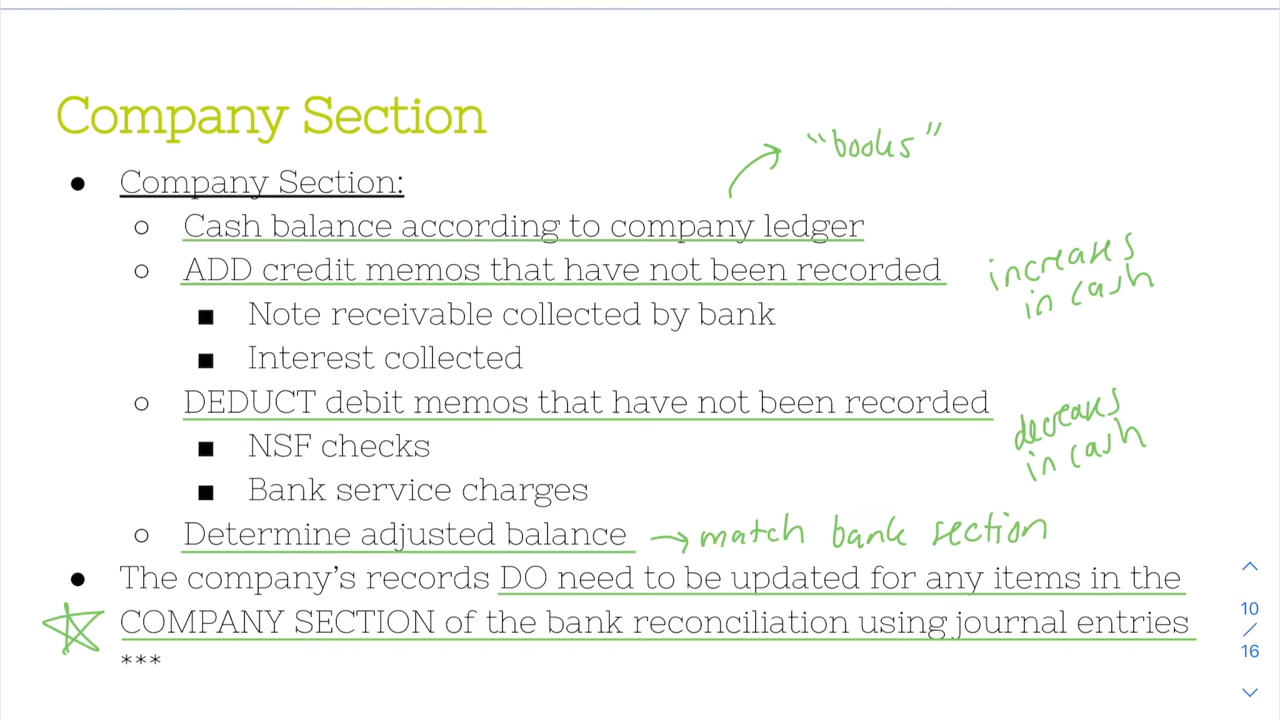 Company Section
"books"
● Company Section:
○ Cash balance according to company ledger
○ ADD credit memos that have not been recorded
increases
in cash
■ Note receivable collected by bank
■ Interest collected
○ DEDUCT debit memos that have not been recorded
decreases
in cash
■ NSF checks
■ Bank service charges
○ Determine adjusted balance → match bank section
● The company's records DO need to be updated for any items in the
COMPANY SECTION of the bank reconciliation using journal entries
***
10
/
16